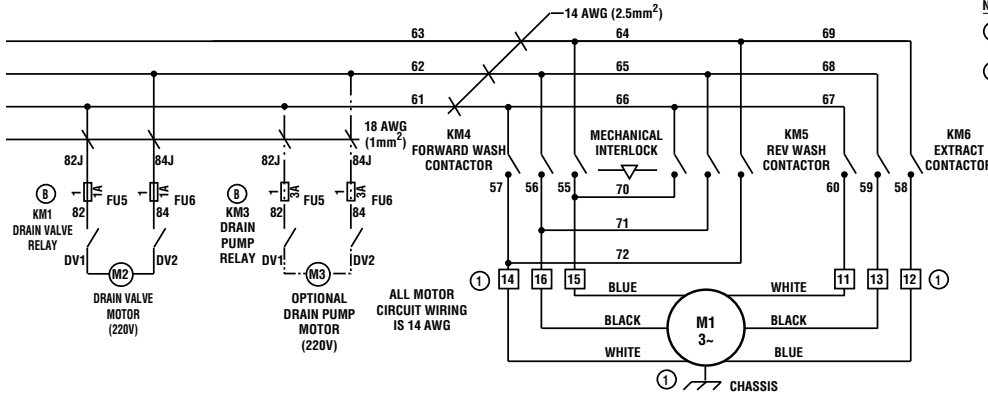 14 AWG (2.5mm²)
N
63 64 69
62 65 68
61 66 67
18 AWG
(1mm²)
82J 84J 82J 84J
KM4
FORWARD WASH
CONTACTOR
MECHANICAL
INTERLOCK
KM5
REV WASH
CONTACTOR
KM6
EXTRACT
CONTACTOR
57 56 55 60 59 58
70
71
72
B
KM1
DRAIN VALVE
RELAY
1 1A FU5 1 1A FU6
82 84
DV1 DV2
M2
DRAIN VALVE
MOTOR
(220V)
B
KM3
DRAIN
PUMP
RELAY
1 3A FU5 1 3A FU6
82 84
DV1 DV2
M3
OPTIONAL
DRAIN PUMP
MOTOR
(220V)
ALL MOTOR
CIRCUIT WIRING
IS 14 AWG
1 14 16 15 11 13 12 1
BLUE WHITE
BLACK BLACK
WHITE BLUE
M1
3~
1 CHASSIS